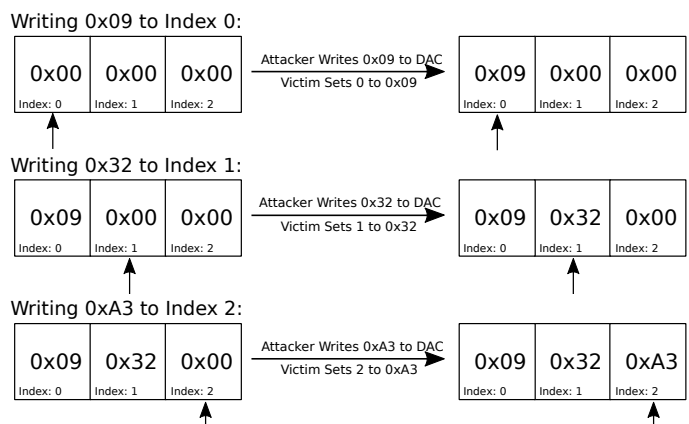 Writing 0x09 to Index 0:
0x00 0x00 0x00
Index: 0 Index: 1 Index: 2
Attacker Writes 0x09 to DAC
Victim Sets 0 to 0x09
0x09 0x00 0x00
Index: 0 Index: 1 Index: 2
Writing 0x32 to Index 1:
0x09 0x00 0x00
Index: 0 Index: 1 Index: 2
Attacker Writes 0x32 to DAC
Victim Sets 1 to 0x32
0x09 0x32 0x00
Index: 0 Index: 1 Index: 2
Writing 0xA3 to Index 2:
0x09 0x32 0x00
Index: 0 Index: 1 Index: 2
Attacker Writes 0xA3 to DAC
Victim Sets 2 to 0xA3
0x09 0x32 0xA3
Index: 0 Index: 1 Index: 2